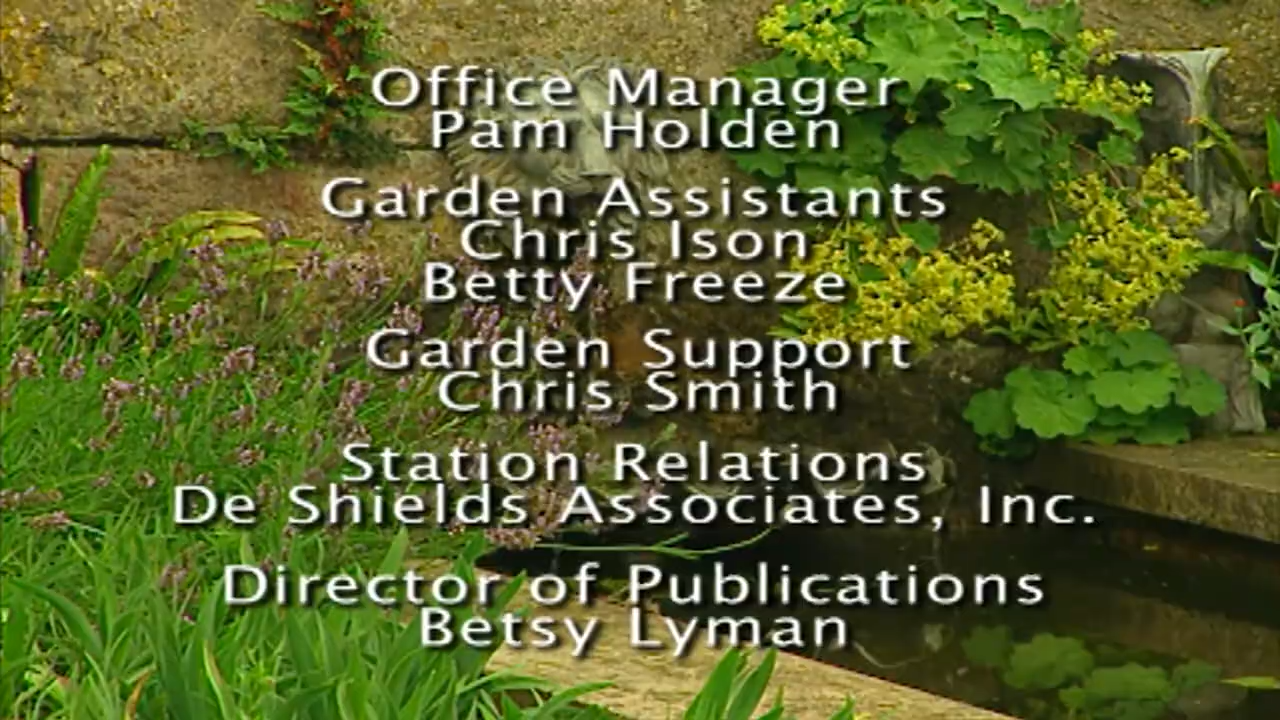 Office Manager
Pam Holden
Garden Assistants
Chris Ison
Betty Freeze
Garden Support
Chris Smith
Station Relations
De Shields Associates, Inc.
Director of Publications
Betsy Lyman